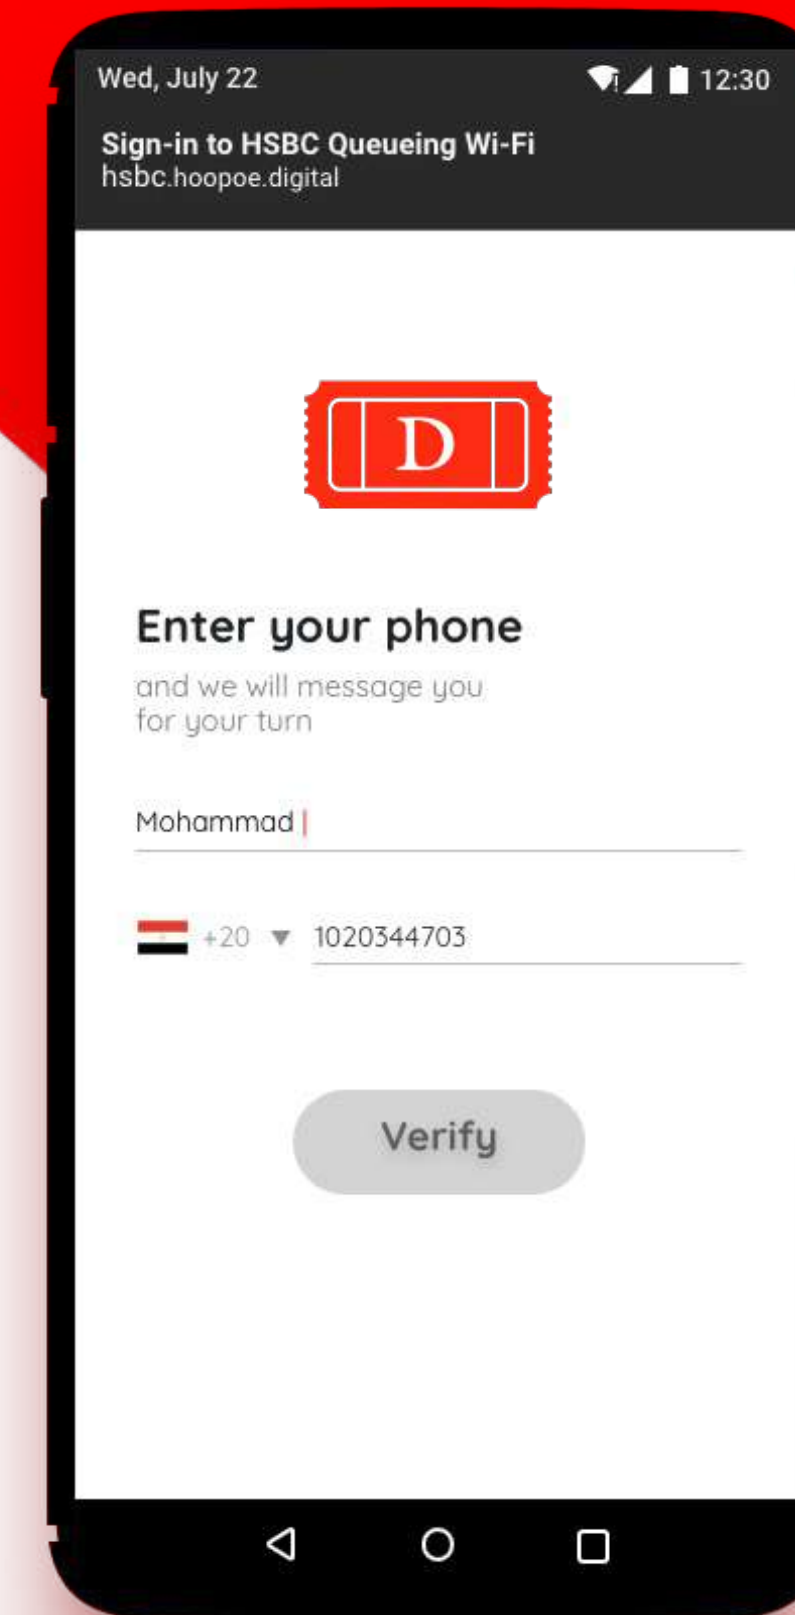 Wed, July 22 12:30
Sign-in to HSBC Queueing Wi-Fi
hsbc.hoopoe.digital
D
Enter your phone
and we will message you
for your turn
Mohammad
+20 1020344703
Verify